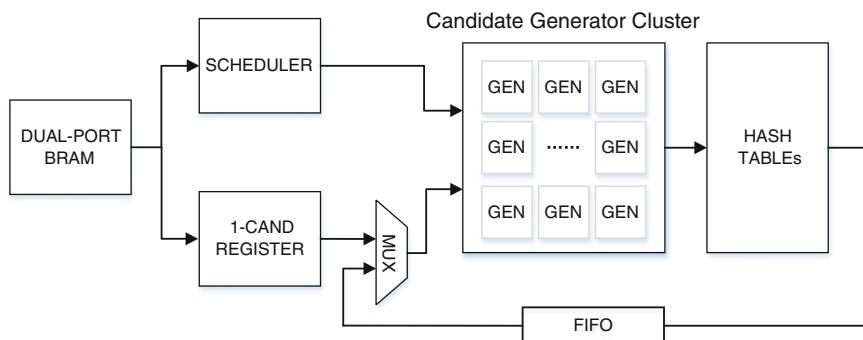 Candidate Generator Cluster
SCHEDULER
DUAL-PORT
BRAM
1-CAND
REGISTER
MUX
GEN GEN GEN
GEN ...... GEN
GEN GEN GEN
HASH
TABLEs
FIFO